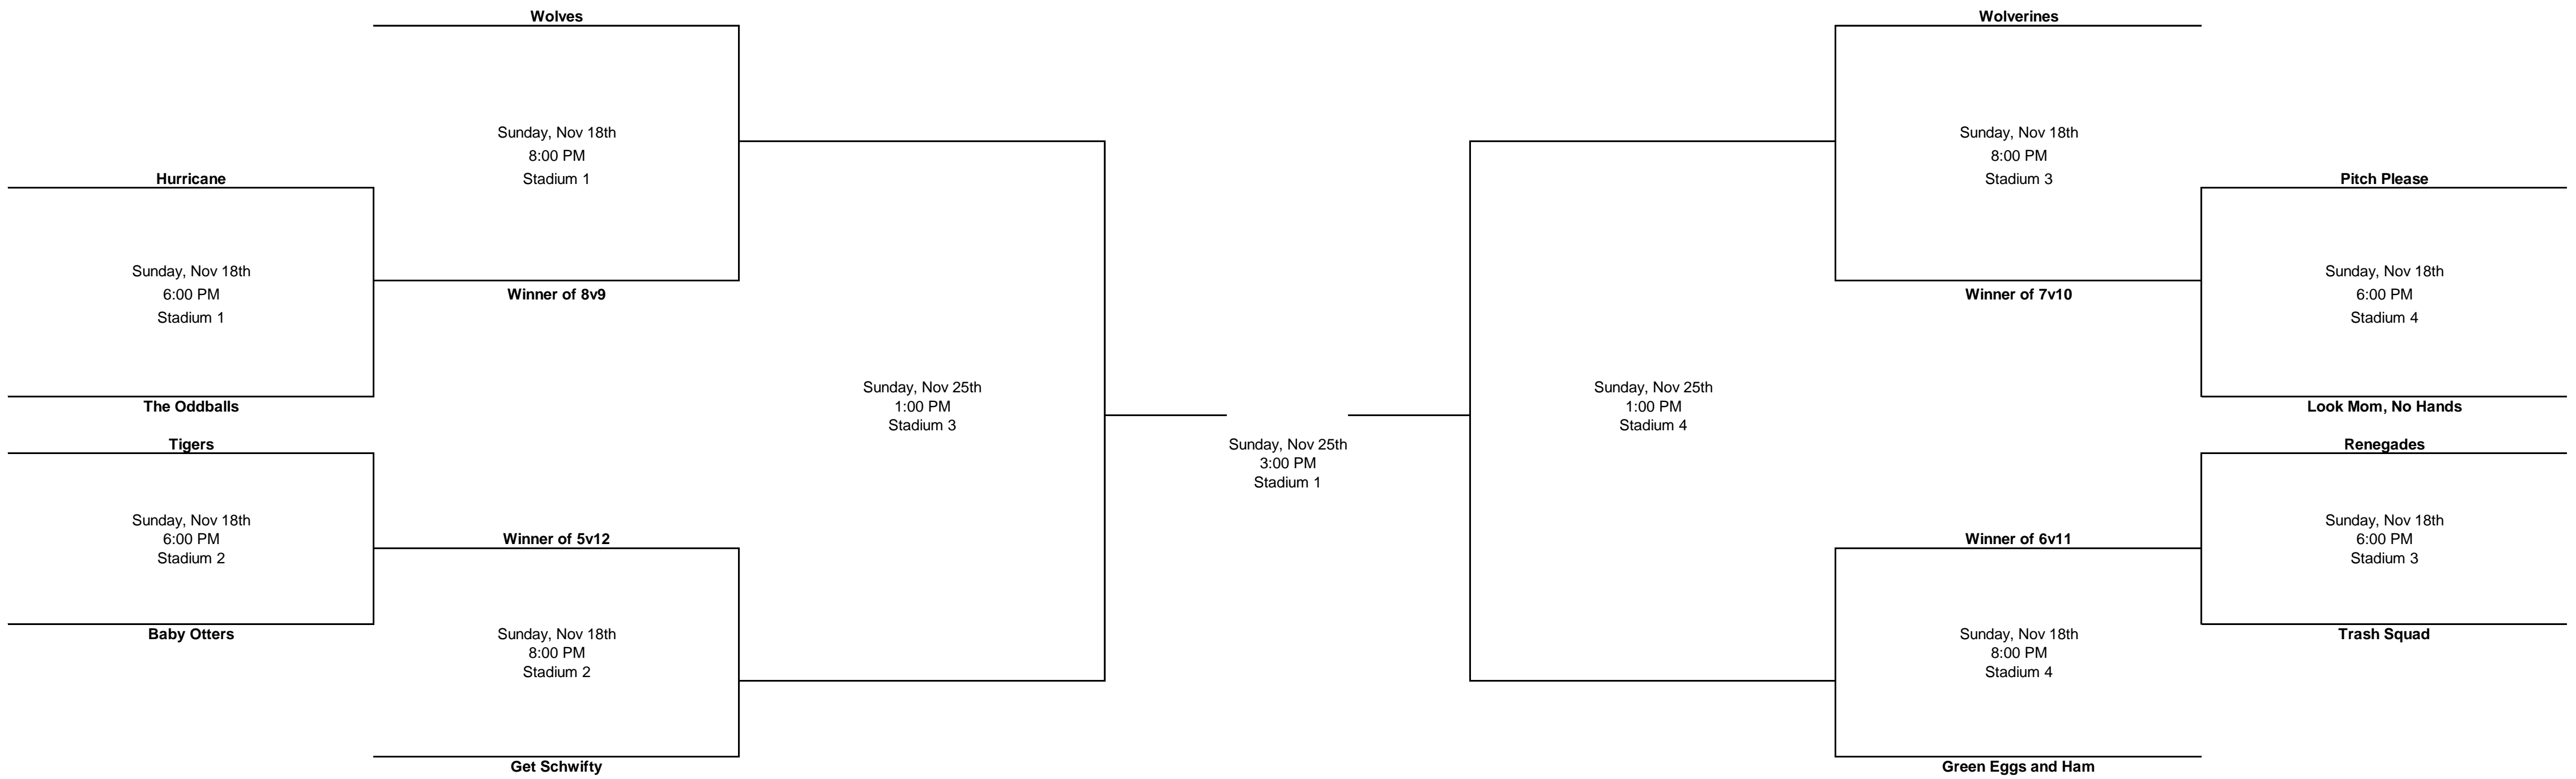 Wolves
Wolverines
Sunday, Nov 18th
8:00 PM
Stadium 1
Sunday, Nov 18th
8:00 PM
Stadium 3
Hurricane
Pitch Please
Sunday, Nov 18th
6:00 PM
Stadium 1
Winner of 8v9
Winner of 7v10
Sunday, Nov 18th
6:00 PM
Stadium 4
The Oddballs
Sunday, Nov 25th
1:00 PM
Stadium 3
Sunday, Nov 25th
1:00 PM
Stadium 4
Look Mom, No Hands
Tigers
Sunday, Nov 25th
3:00 PM
Stadium 1
Renegades
Sunday, Nov 18th
6:00 PM
Stadium 2
Winner of 5v12
Winner of 6v11
Sunday, Nov 18th
6:00 PM
Stadium 3
Baby Otters
Sunday, Nov 18th
8:00 PM
Stadium 2
Sunday, Nov 18th
8:00 PM
Stadium 4
Trash Squad
Get Schwifty
Green Eggs and Ham